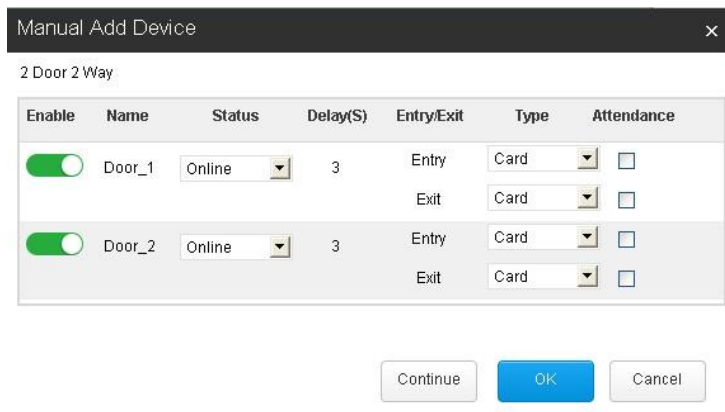 Manual Add Device
2 Door 2 Way
Enable Name Status Delay(S) Entry/Exit Type Attendance
Door_1 Online 3 Entry Card
Exit Card
Door_2 Online 3 Entry Card
Exit Card
Continue OK Cancel